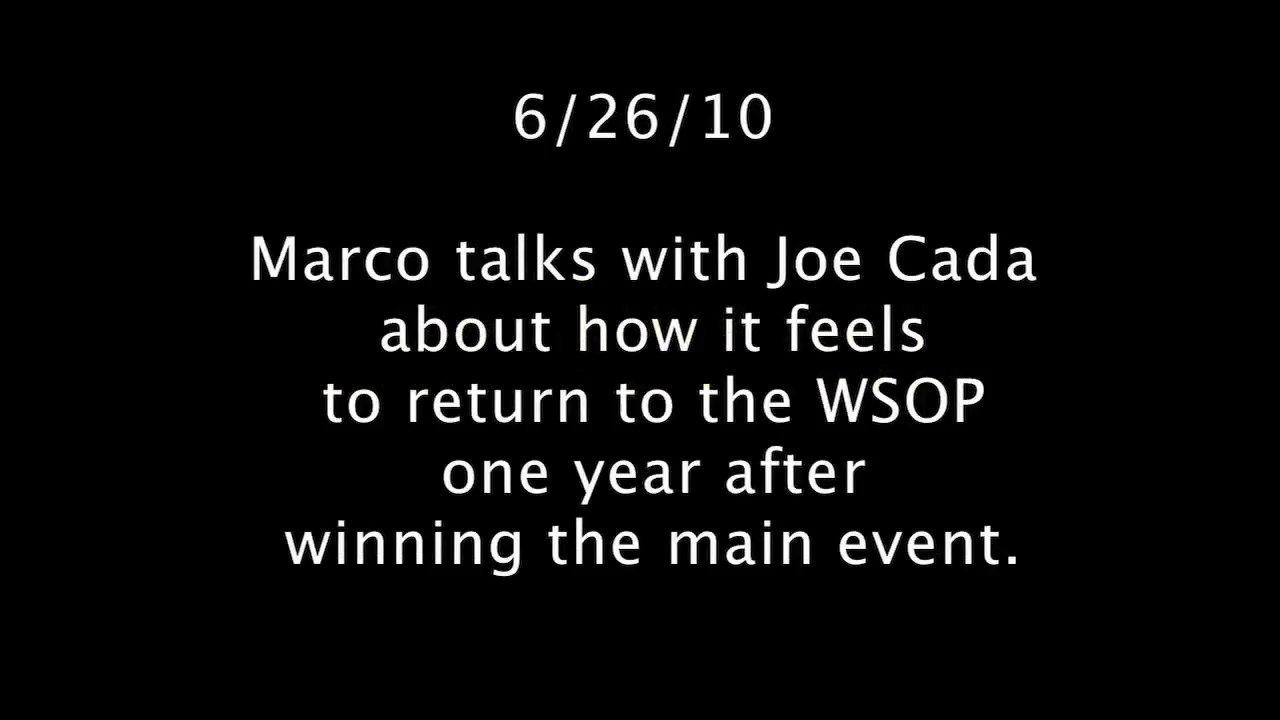 6/26/10
Marco talks with Joe Cada
about how it feels
to return to the WSOP
one year after
winning the main event.